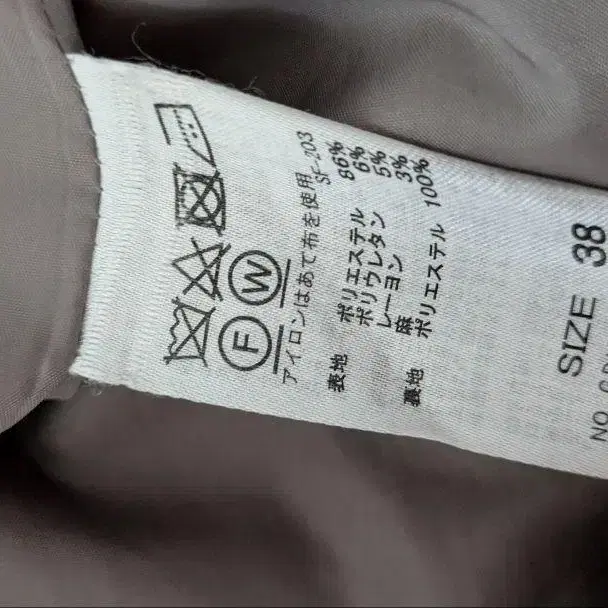 F W
アイロンはあて布を使用
SF-203
表地 ポリエステル 86%
ポリウレタン 6%
レーヨン 5%
麻 3%
裏地 ポリエステル 100%
SIZE 38
NO.